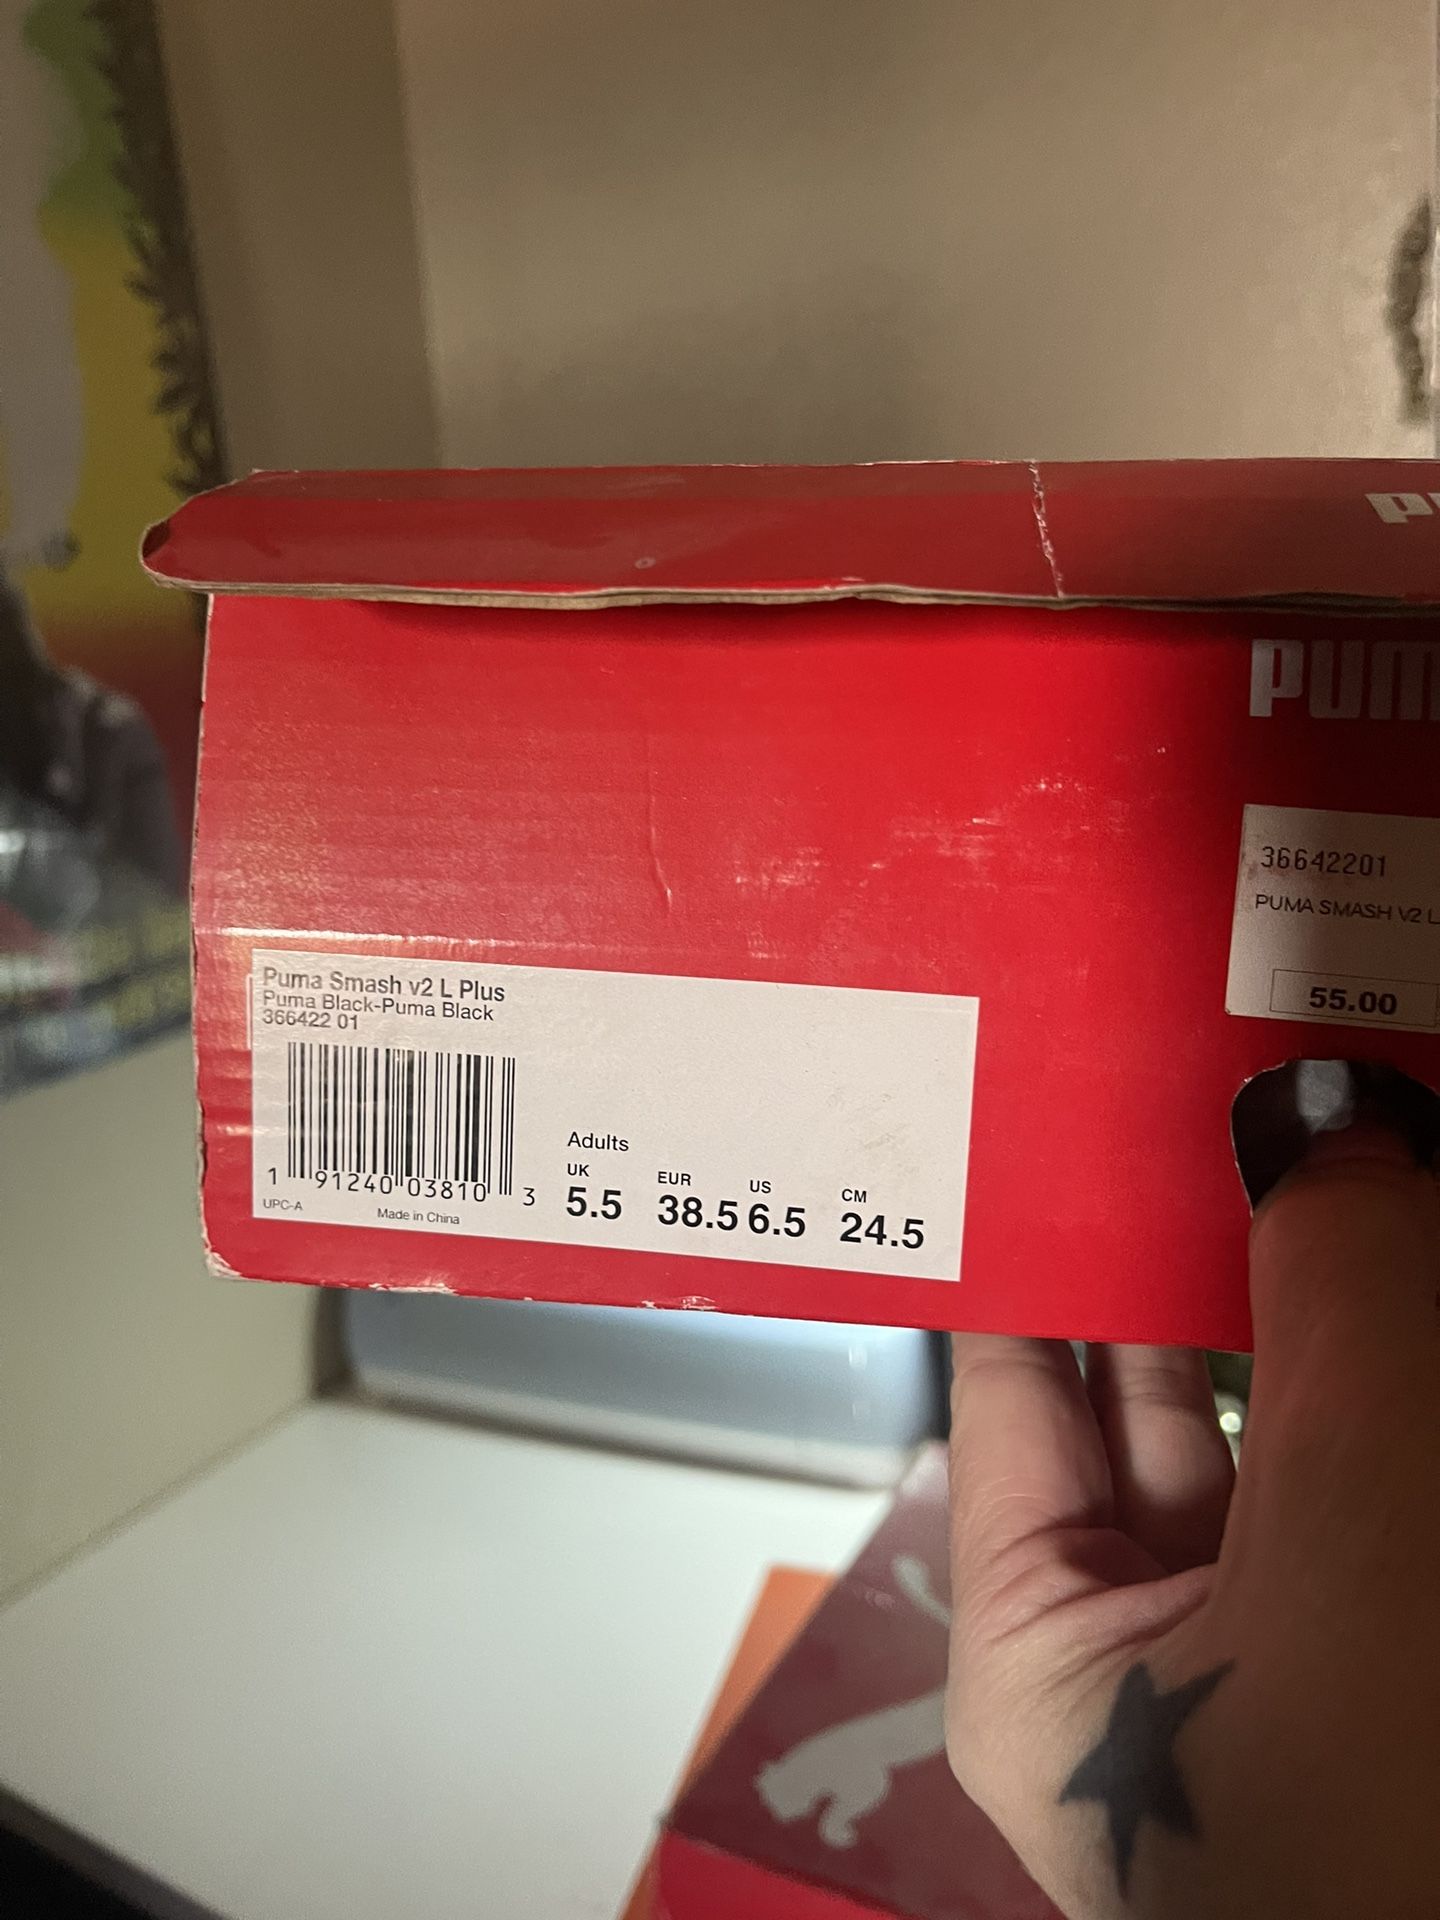 PUM
36642201
PUMA SMASH V2 L
55.00
Puma Smash v2 L Plus
Puma Black-Puma Black
366422 01
1 91240 03810 3
UPC-A
Made in China
Adults
UK EUR US CM
5.5 38.5 6.5 24.5